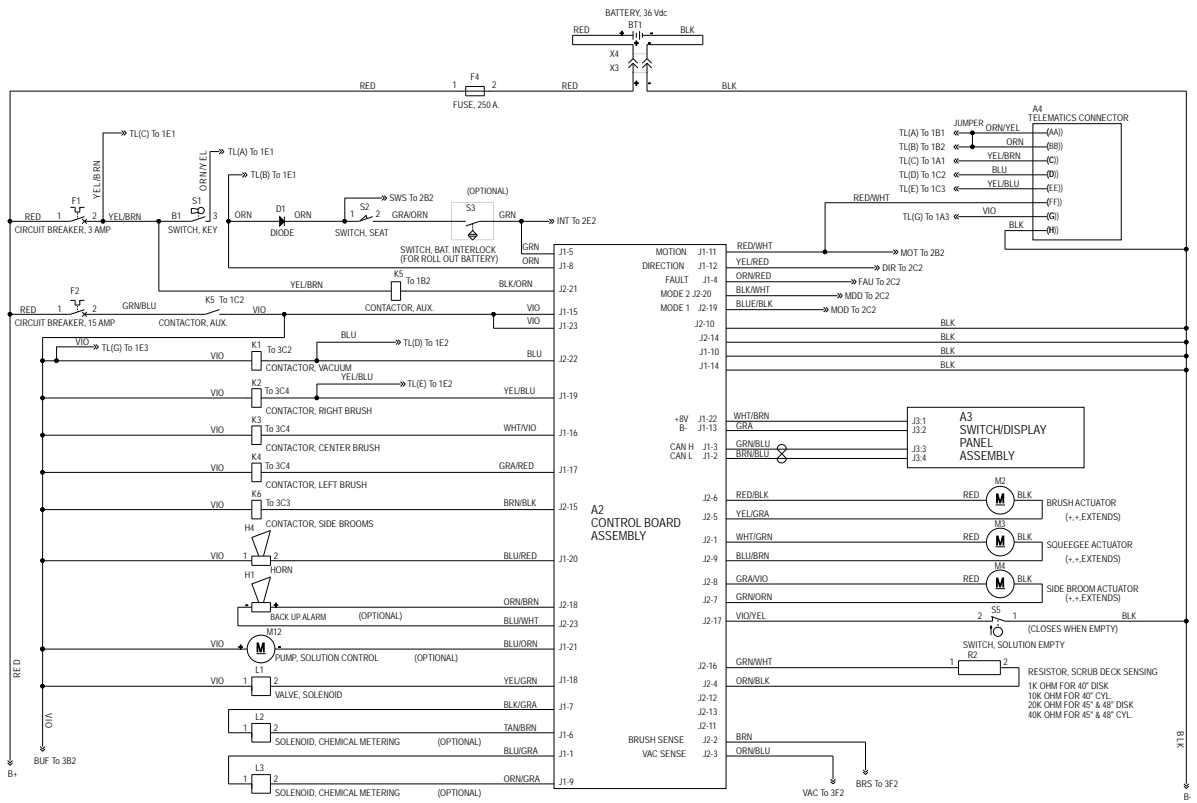 BATTERY, 36 Vdc
BT1
RED + - BLK
X4 + -
X3
+ -
RED 1 F4 2 RED BLK
FUSE, 250 A.
A4
TELEMATICS CONNECTOR
JUMPER
TL(A) To 1B1 ORN/YEL (AA))
TL(B) To 1B2 ORN (BB))
TL(C) To 1A1 YEL/BRN (C))
TL(D) To 1C2 BLU (D))
TL(E) To 1C3 YEL/BLU (EE))
RED/WHT (FF))
TL(G) To 1A3 VIO (G))
BLK (H))
TL(C) To 1E1
YEL/BRN
ORN/YEL
TL(A) To 1E1
TL(B) To 1E1
SWS To 2B2
(OPTIONAL)
RED 1 F1 2 YEL/BRN B1 S1 3 ORN D1 ORN S2 GRA/ORN S3 GRN INT To 2E2
CIRCUIT BREAKER, 3 AMP
SWITCH, KEY
DIODE
SWITCH, SEAT
SWITCH, BAT. INTERLOCK
(FOR ROLL OUT BATTERY)
GRN J1-5
ORN J1-8
YEL/BRN K5 To 1B2 BLK/ORN J2-21
CONTACTOR, AUX.
RED 1 F2 2 GRN/BLU K5 To 1C2 VIO VIO J1-15
CIRCUIT BREAKER, 15 AMP
CONTACTOR, AUX.
VIO J1-23
VIO TL(G) To 1E3
BLU TL(D) To 1E2
VIO K1 To 3C2 BLU J2-22
CONTACTOR, VACUUM
YEL/BLU TL(E) To 1E2
VIO K2 To 3C4 YEL/BLU J1-19
CONTACTOR, RIGHT BRUSH
VIO K3 To 3C4 WHT/VIO J1-16
CONTACTOR, CENTER BRUSH
VIO K4 To 3C4 GRA/RED J1-17
CONTACTOR, LEFT BRUSH
VIO K6 To 3C3 BRN/BLK J2-15
CONTACTOR, SIDE BROOMS
H4
VIO 1 2 BLU/RED J1-20
HORN
H1
- + ORN/BRN J2-18
BACK UP ALARM (OPTIONAL)
BLU/WHT J2-23
M12
VIO + M - BLU/ORN J1-21
PUMP, SOLUTION CONTROL (OPTIONAL)
VIO 1 L1 2 YEL/GRN J1-18
VALVE, SOLENOID
BLK/GRA J1-7
1 L2 2 TAN/BRN J1-6
SOLENOID, CHEMICAL METERING (OPTIONAL)
BLU/GRA J1-1
1 L3 2 ORN/GRA J1-9
SOLENOID, CHEMICAL METERING (OPTIONAL)
RED
VIO
BUF To 3B2
B+
A2
CONTROL BOARD
ASSEMBLY
MOTION J1-11 RED/WHT MOT To 2B2
DIRECTION J1-12 YEL/RED DIR To 2C2
FAULT J1-4 ORN/RED FAU To 2C2
MODE 2 J2-20 BLK/WHT MDD To 2C2
MODE 1 J2-19 BLUE/BLK MOD To 2C2
J2-10 BLK
J2-14 BLK
J1-10 BLK
J1-14 BLK
+8V J1-22 WHT/BRN J3:1
B- J1-13 GRA J3:2
CAN H J1-3 GRN/BLU J3:3
CAN L J1-2 BRN/BLU J3:4
A3
SWITCH/DISPLAY
PANEL
ASSEMBLY
J2-6 RED/BLK RED M2 M BLK
BRUSH ACTUATOR
J2-5 YEL/GRA
(+,+,EXTENDS)
J2-1 WHT/GRN RED M3 M BLK
SQUEEGEE ACTUATOR
J2-9 BLU/BRN
(+,+,EXTENDS)
J2-8 GRA/VIO RED M4 M BLK
SIDE BROOM ACTUATOR
J2-7 GRN/ORN
(+,+,EXTENDS)
J2-17 VIO/YEL 2 S5 1 BLK
(CLOSES WHEN EMPTY)
SWITCH, SOLUTION EMPTY
J2-16 GRN/WHT 1 R2 2
RESISTOR, SCRUB DECK SENSING
J2-4 ORN/BLK
1K OHM FOR 40" DISK
10K OHM FOR 40" CYL.
20K OHM FOR 45" & 48" DISK
40K OHM FOR 45" & 48" CYL.
J2-12
J2-13
J2-11
BRUSH SENSE J2-2 BRN
VAC SENSE J2-3 ORN/BLU
VAC To 3F2
BRS To 3F2
BLK
B-